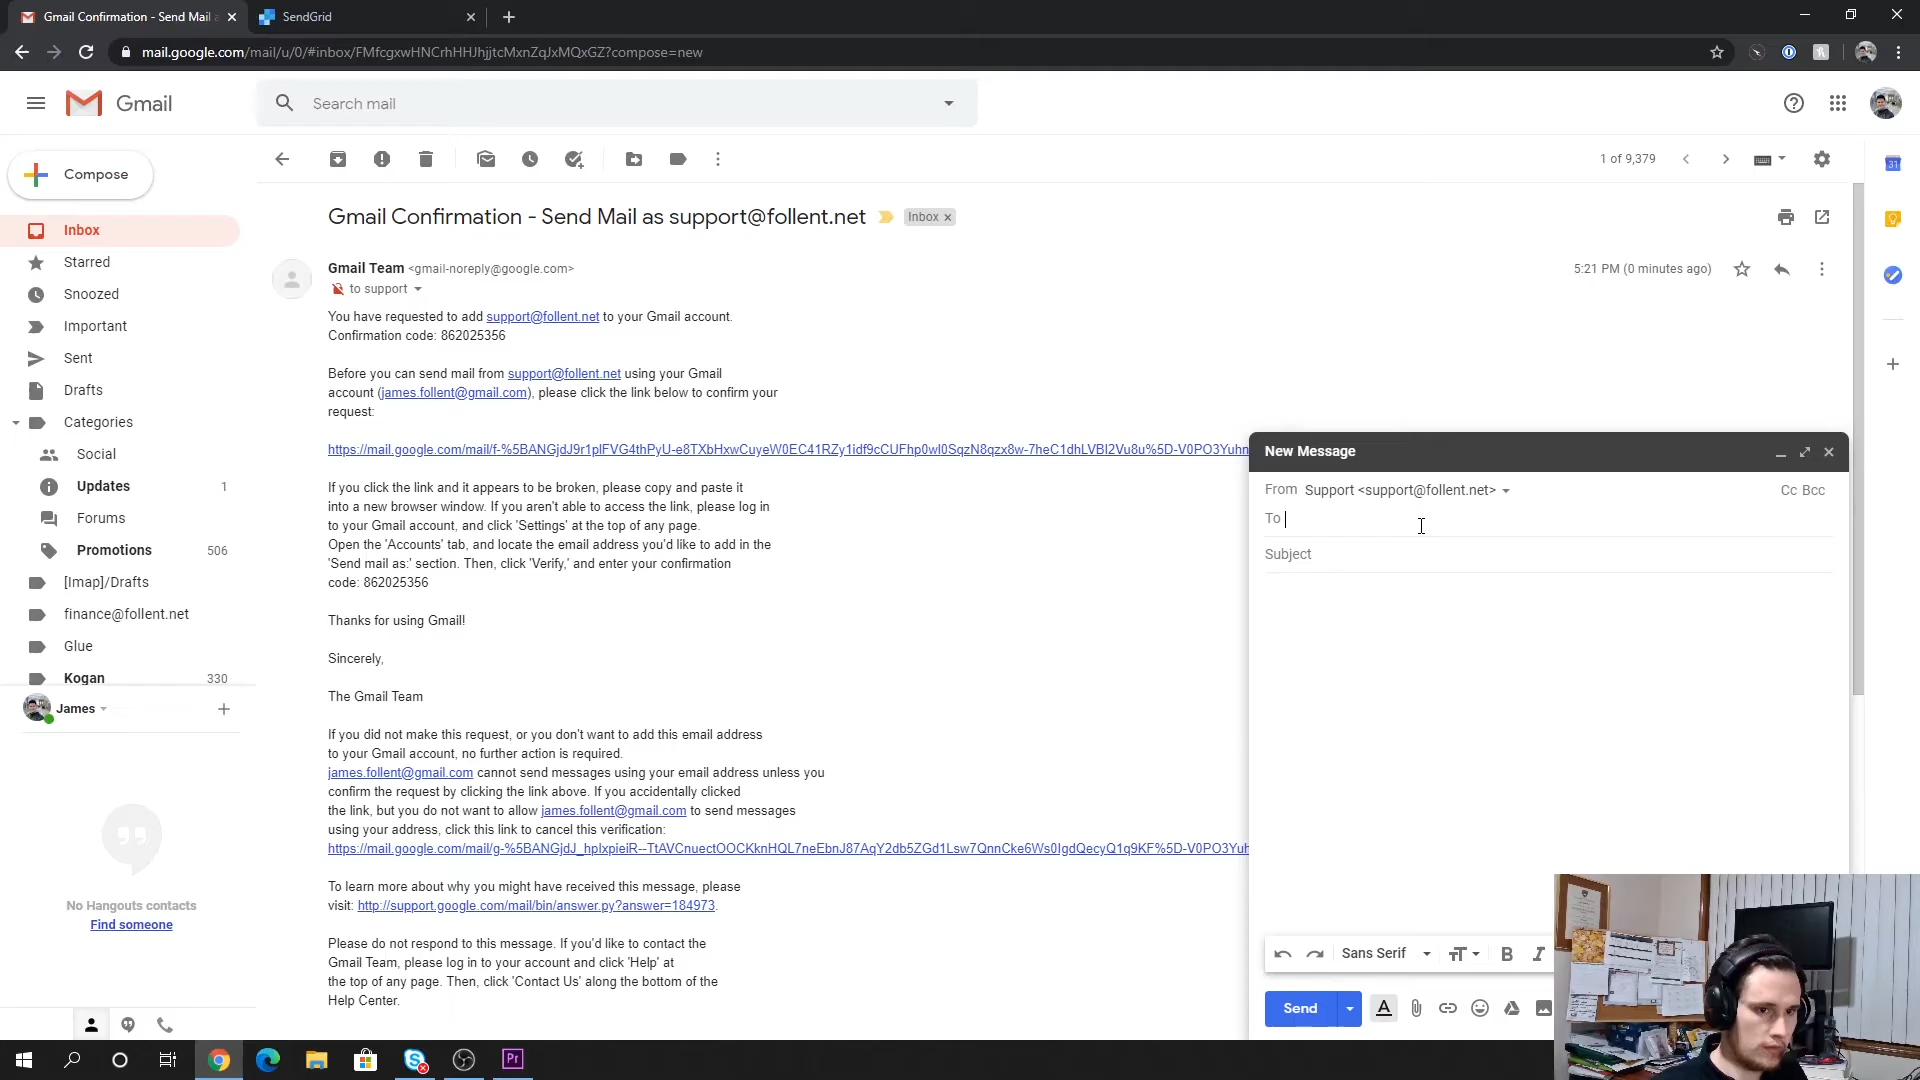 Gmail Confirmation - Send Mail a
SendGrid
mail.google.com/mail/u/0/#inbox/FMfcgxwHNCrhHHJhjjtcMxnZqJxMQxGZ?compose=new
Gmail
Search mail
Compose
1 of 9,379
31
Inbox
Starred
Snoozed
Important
Sent
Drafts
Categories
Social
Updates 1
Forums
Promotions 506
[Imap]/Drafts
finance@follent.net
Glue
Kogan 330
James
No Hangouts contacts
Find someone
Gmail Confirmation - Send Mail as support@follent.net
Inbox
Gmail Team <gmail-noreply@google.com>
5:21 PM (0 minutes ago)
to support
You have requested to add support@follent.net to your Gmail account.
Confirmation code: 862025356
Before you can send mail from support@follent.net using your Gmail
account (james.follent@gmail.com), please click the link below to confirm your
request:
If you click the link and it appears to be broken, please copy and paste it
into a new browser window. If you aren't able to access the link, please log in
to your Gmail account, and click 'Settings' at the top of any page.
Open the 'Accounts' tab, and locate the email address you'd like to add in the
'Send mail as:' section. Then, click 'Verify,' and enter your confirmation
code: 862025356
Thanks for using Gmail!
Sincerely,
The Gmail Team
If you did not make this request, or you don't want to add this email address
to your Gmail account, no further action is required.
james.follent@gmail.com cannot send messages using your email address unless you
confirm the request by clicking the link above. If you accidentally clicked
the link, but you do not want to allow james.follent@gmail.com to send messages
using your address, click this link to cancel this verification:
To learn more about why you might have received this message, please
visit: http://support.google.com/mail/bin/answer.py?answer=184973.
Please do not respond to this message. If you'd like to contact the
Gmail Team, please log in to your account and click 'Help' at
the top of any page. Then, click 'Contact Us' along the bottom of the
Help Center.
New Message
From Support <support@follent.net>
Cc Bcc
To
Subject
Sans Serif
B I
Send
A
Pr